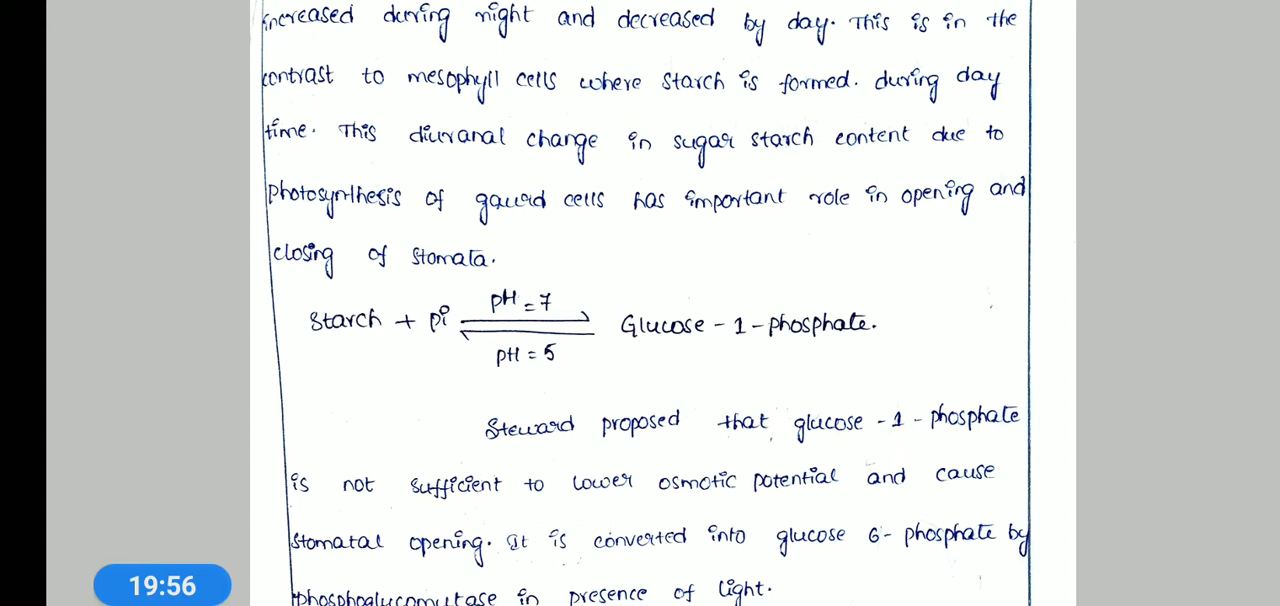 increased during night and decreased by day. This is in the
contrast to mesophyll cells where starch is formed. during day
time. This diuranal change in sugar starch content due to
photosynthesis of gaurd cells has important role in opening and
closing of stomata.
pH = 7
Starch + Pi ⇌ Glucose - 1 - phosphate.
pH = 5
Steward proposed that glucose - 1 - phosphate
is not sufficient to lower osmotic potential and cause
stomatal opening. It is converted into glucose 6 - phosphate by
phosphoglucomutase in presence of light.
19:56